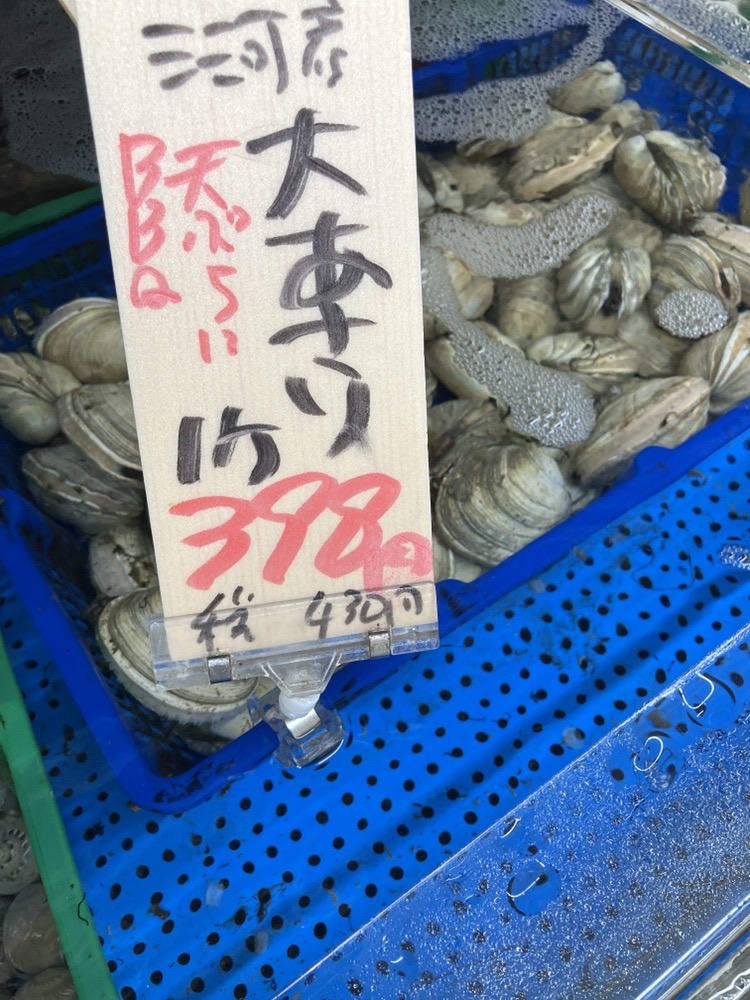 三河産
大あさり
天ぷらに
BBQ
1ケ
398円
税 430円